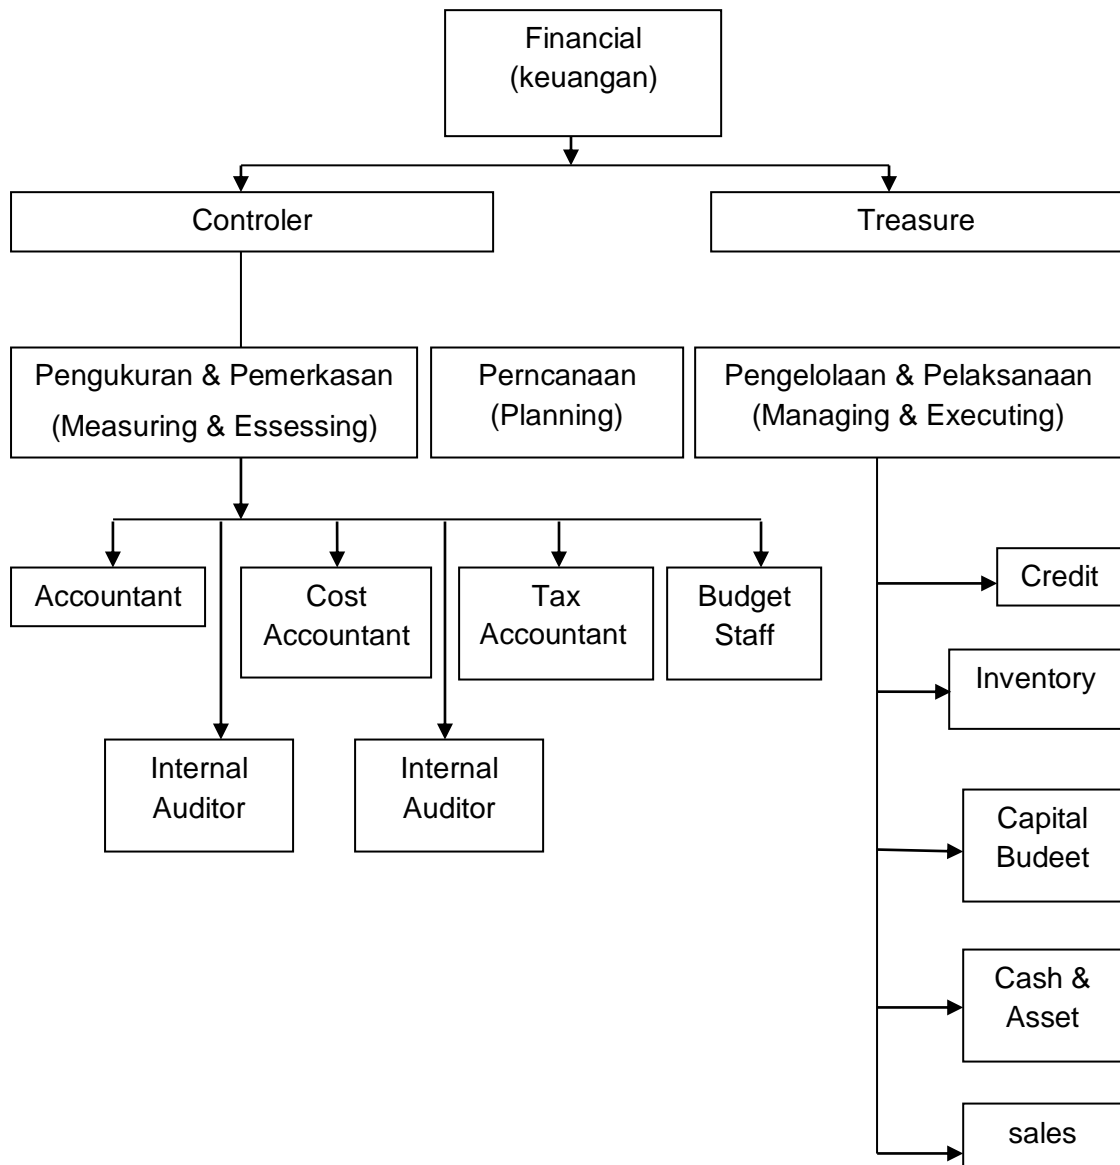 Financial
(keuangan)
Controler
Treasure
Pengukuran & Pemerkasan
(Measuring & Essessing)
Perncanaan
(Planning)
Pengelolaan & Pelaksanaan
(Managing & Executing)
Accountant
Cost
Accountant
Tax
Accountant
Budget
Staff
Internal
Auditor
Internal
Auditor
Credit
Inventory
Capital
Budeet
Cash &
Asset
sales